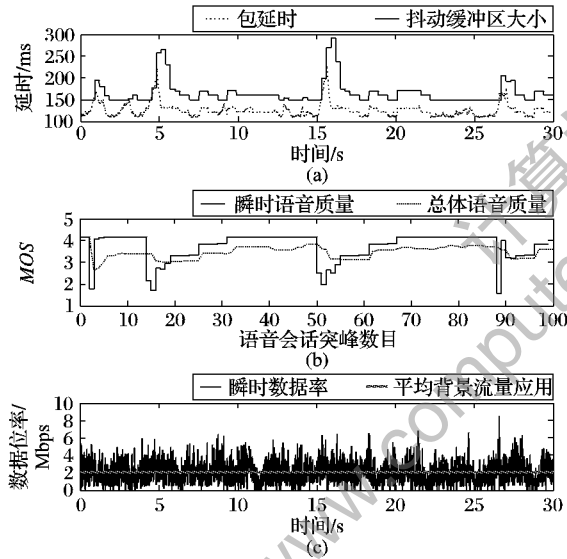 包延时 抖动缓冲区大小
延时/ms
300
250
200
150
100
0 5 10 15 20 25 30
时间/s
(a)
瞬时语音质量 总体语音质量
MOS
5
4
3
2
1
0 10 20 30 40 50 60 70 80 90 100
语音会话突峰数目
(b)
瞬时数据率 平均背景流量应用
数据位率/
Mbps
10
8
6
4
2
0
0 5 10 15 20 25 30
时间/s
(c)
计算
www.compute